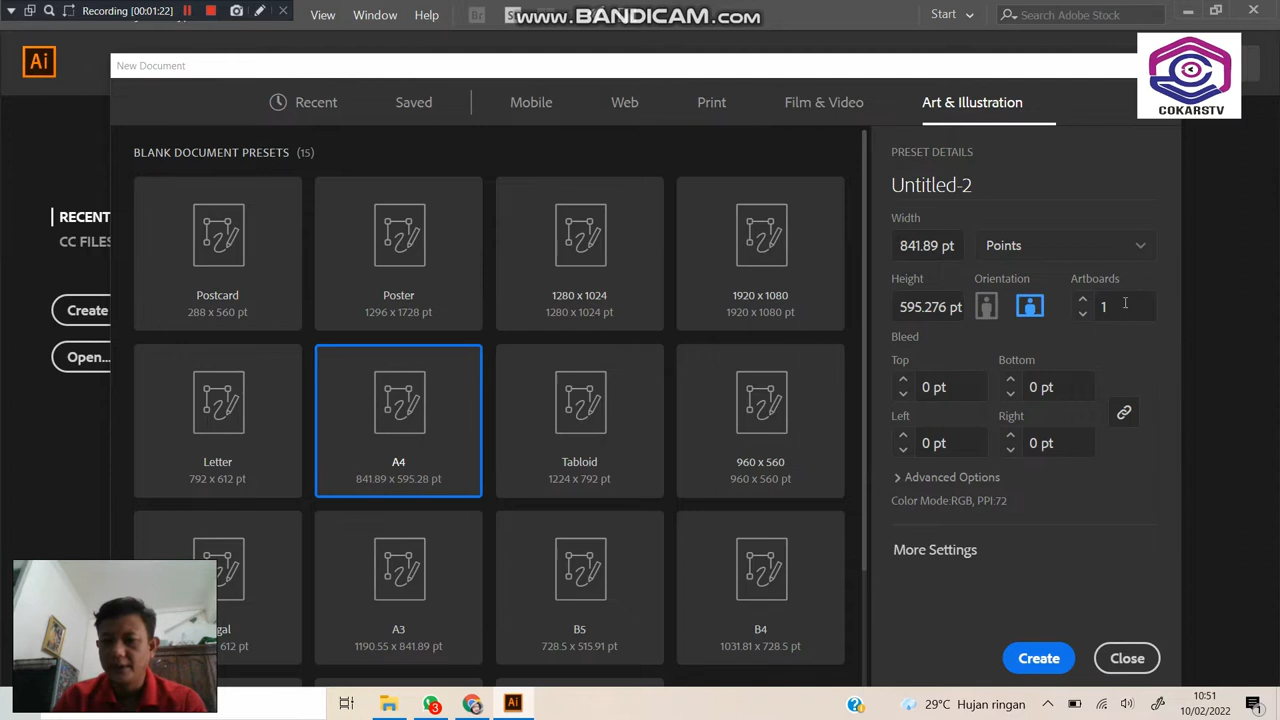 Recording [00:01:22]
View Window Help
Br
www.BANDICAM.com
Start
Search Adobe Stock
Ai
COKARSTV
New Document
Recent Saved Mobile Web Print Film & Video Art & Illustration
BLANK DOCUMENT PRESETS (15)
Postcard
288 x 560 pt
Poster
1296 x 1728 pt
1280 x 1024
1280 x 1024 pt
1920 x 1080
1920 x 1080 pt
Letter
792 x 612 pt
A4
841.89 x 595.28 pt
Tabloid
1224 x 792 pt
960 x 560
960 x 560 pt
gal
612 pt
A3
1190.55 x 841.89 pt
B5
728.5 x 515.91 pt
B4
1031.81 x 728.5 pt
RECENT
CC FILES
Create
Open...
PRESET DETAILS
Untitled-2
Width
841.89 pt Points
Height Orientation Artboards
595.276 pt 1
Bleed
Top Bottom
0 pt 0 pt
Left Right
0 pt 0 pt
Advanced Options
Color Mode:RGB, PPI:72
More Settings
Create Close
3
Ai
29°C Hujan ringan
10:51
10/02/2022
1